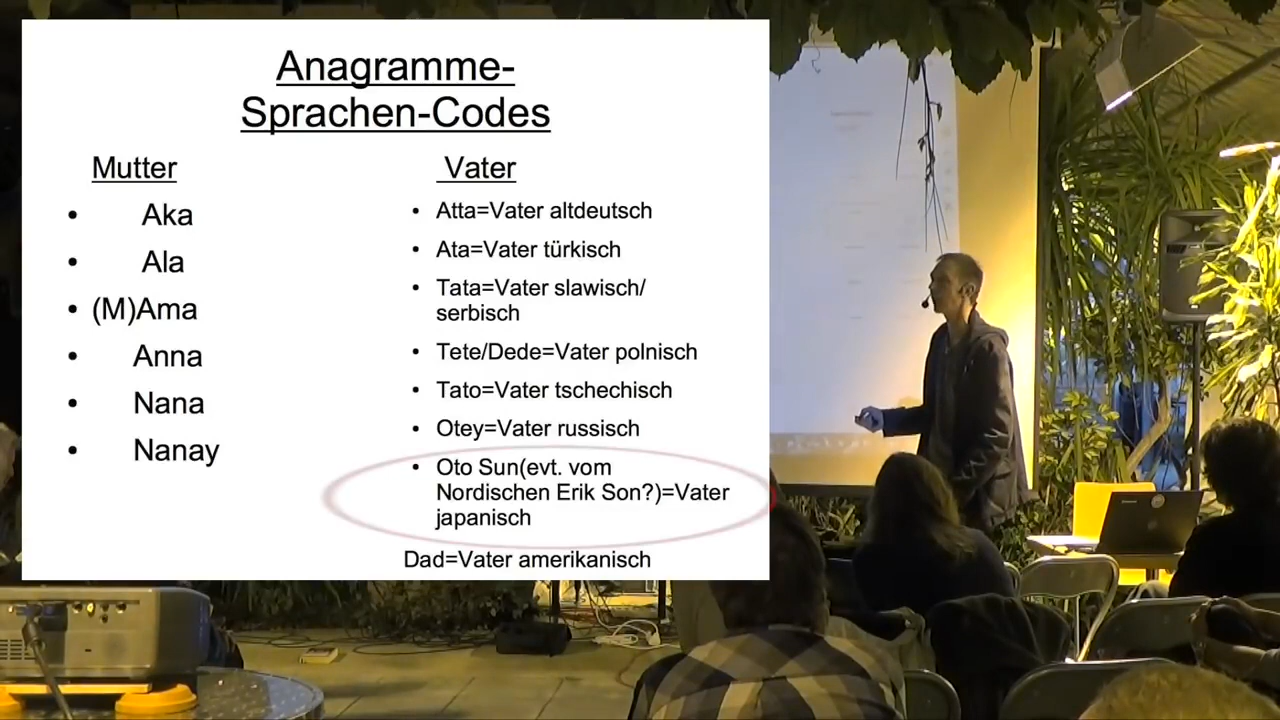 Anagramme-
Sprachen-Codes
Mutter
• Aka
• Ala
• (M)Ama
• Anna
• Nana
• Nanay
Vater
• Atta=Vater altdeutsch
• Ata=Vater türkisch
• Tata=Vater slawisch/
serbisch
• Tete/Dede=Vater polnisch
• Tato=Vater tschechisch
• Otey=Vater russisch
• Oto Sun(evt. vom
Nordischen Erik Son?)=Vater
japanisch
Dad=Vater amerikanisch